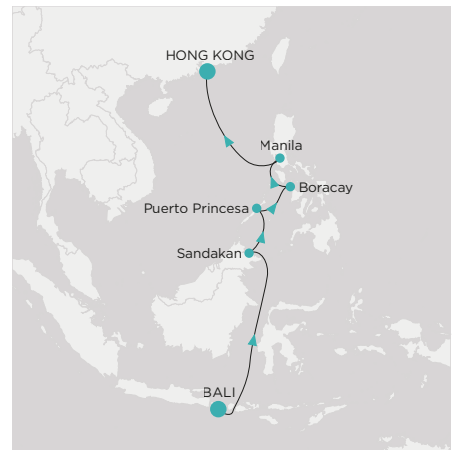 HONG KONG
Manila
Boracay
Puerto Princesa
Sandakan
BALI